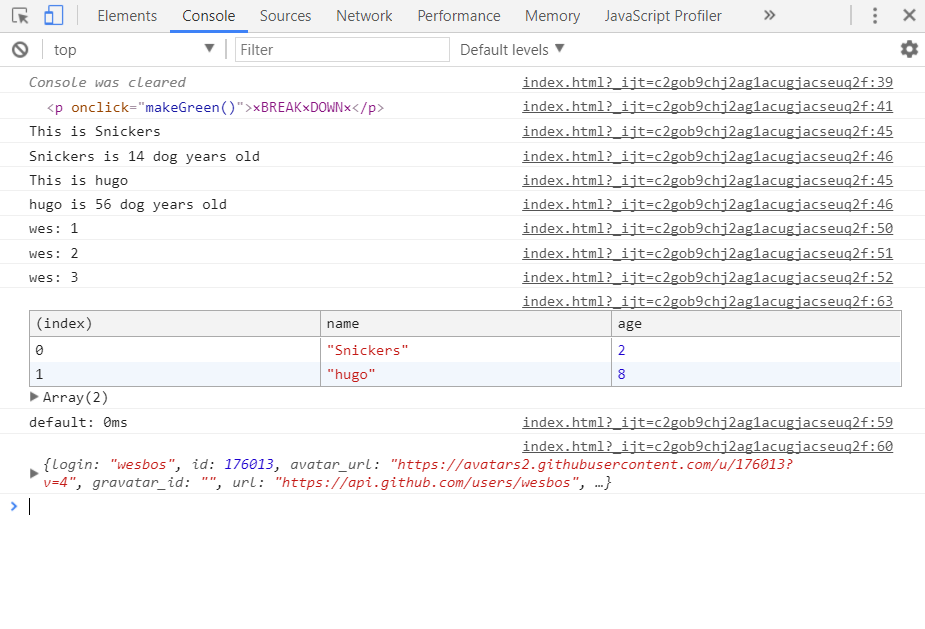 Elements Console Sources Network Performance Memory JavaScript Profiler »
top Filter Default levels
Console was cleared index.html?_ijt=c2gob9chj2ag1acugjacseuq2f:39
<p onclick="makeGreen()">×BREAK×DOWN×</p> index.html?_ijt=c2gob9chj2ag1acugjacseuq2f:41
This is Snickers index.html?_ijt=c2gob9chj2ag1acugjacseuq2f:45
Snickers is 14 dog years old index.html?_ijt=c2gob9chj2ag1acugjacseuq2f:46
This is hugo index.html?_ijt=c2gob9chj2ag1acugjacseuq2f:45
hugo is 56 dog years old index.html?_ijt=c2gob9chj2ag1acugjacseuq2f:46
wes: 1 index.html?_ijt=c2gob9chj2ag1acugjacseuq2f:50
wes: 2 index.html?_ijt=c2gob9chj2ag1acugjacseuq2f:51
wes: 3 index.html?_ijt=c2gob9chj2ag1acugjacseuq2f:52
index.html?_ijt=c2gob9chj2ag1acugjacseuq2f:63
(index) name age
0 "Snickers" 2
1 "hugo" 8
Array(2)
default: 0ms index.html?_ijt=c2gob9chj2ag1acugjacseuq2f:59
index.html?_ijt=c2gob9chj2ag1acugjacseuq2f:60
{login: "wesbos", id: 176013, avatar_url: "https://avatars2.githubusercontent.com/u/176013?
v=4", gravatar_id: "", url: "https://api.github.com/users/wesbos", …}